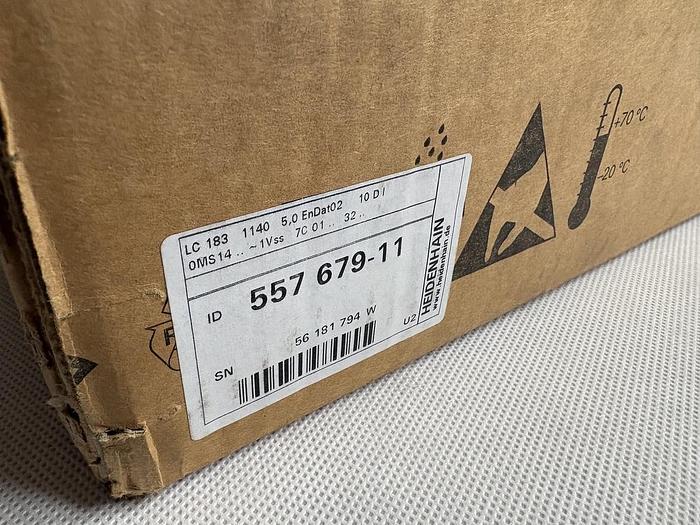 LC 183 1140 5,0 EnDat02 10 D/
0MS14 .. ~1Vss 7C 01 .. 32 ..
ID 557 679-11
SN 56 181 794 W
U2
HEIDENHAIN
www.heidenhain.de
+70 °C
-20 °C